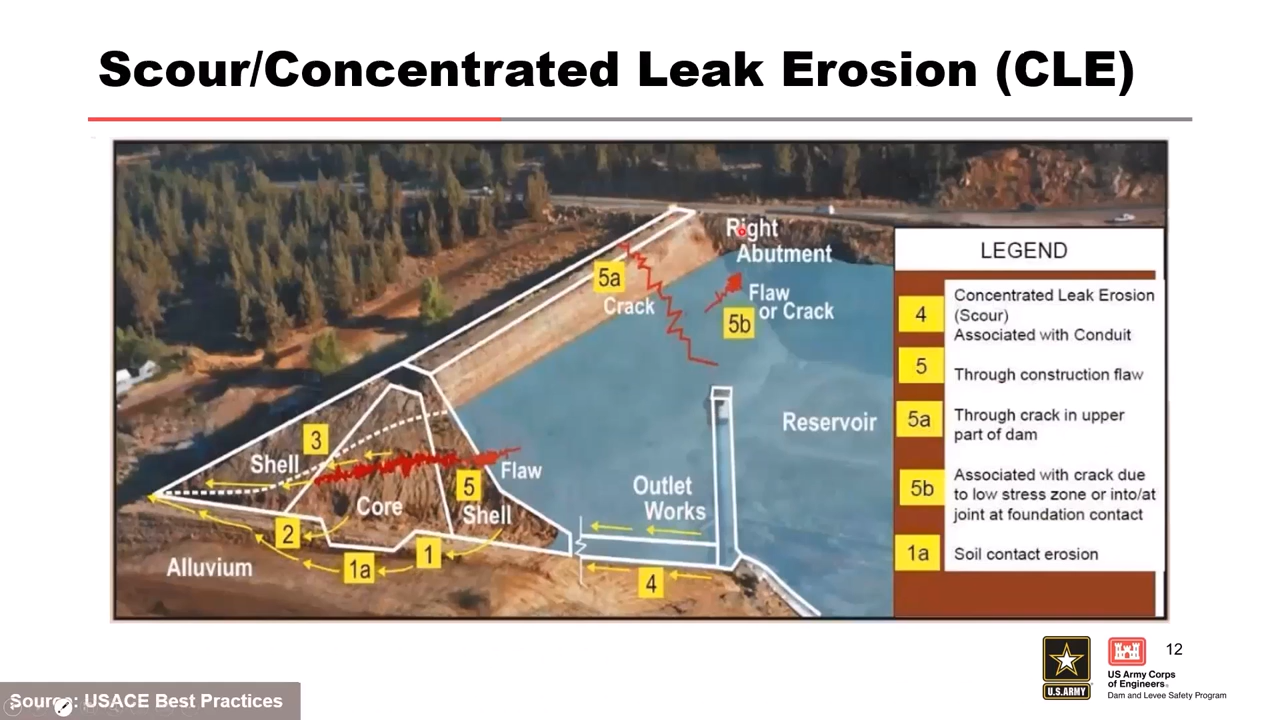 Scour/Concentrated Leak Erosion (CLE)
Right
Abutment
5a
Crack
Flaw
or Crack
5b
Reservoir
3
Shell
Flaw
5
Core
Shell
Outlet
Works
2
1
1a
Alluvium
4
LEGEND
4
Concentrated Leak Erosion
(Scour)
Associated with Conduit
5
Through construction flaw
5a
Through crack in upper
part of dam
5b
Associated with crack due
to low stress zone or into/at
joint at foundation contact
1a
Soil contact erosion
12
U.S.ARMY
US Army Corps
of Engineers®
Dam and Levee Safety Program
Source: USACE Best Practices